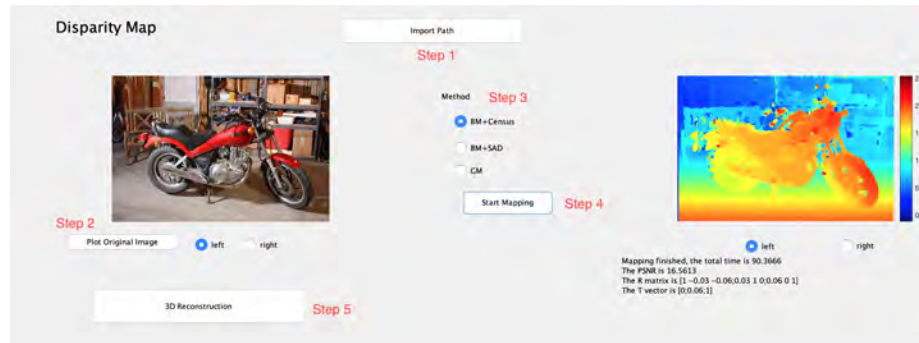 Disparity Map
Import Path
Step 1
Method
Step 3
BM+Census
BM+SAD
GM
Start Mapping
Step 4
Step 2
Plot Original Image
left
right
left
right
Mapping finished, the total time is 90.3666
The PSNR is 16.5613
The R matrix is [1 −0.03 −0.06;0.03 1 0;0.06 0 1]
The T vector is [0;0.06;1]
3D Reconstruction
Step 5